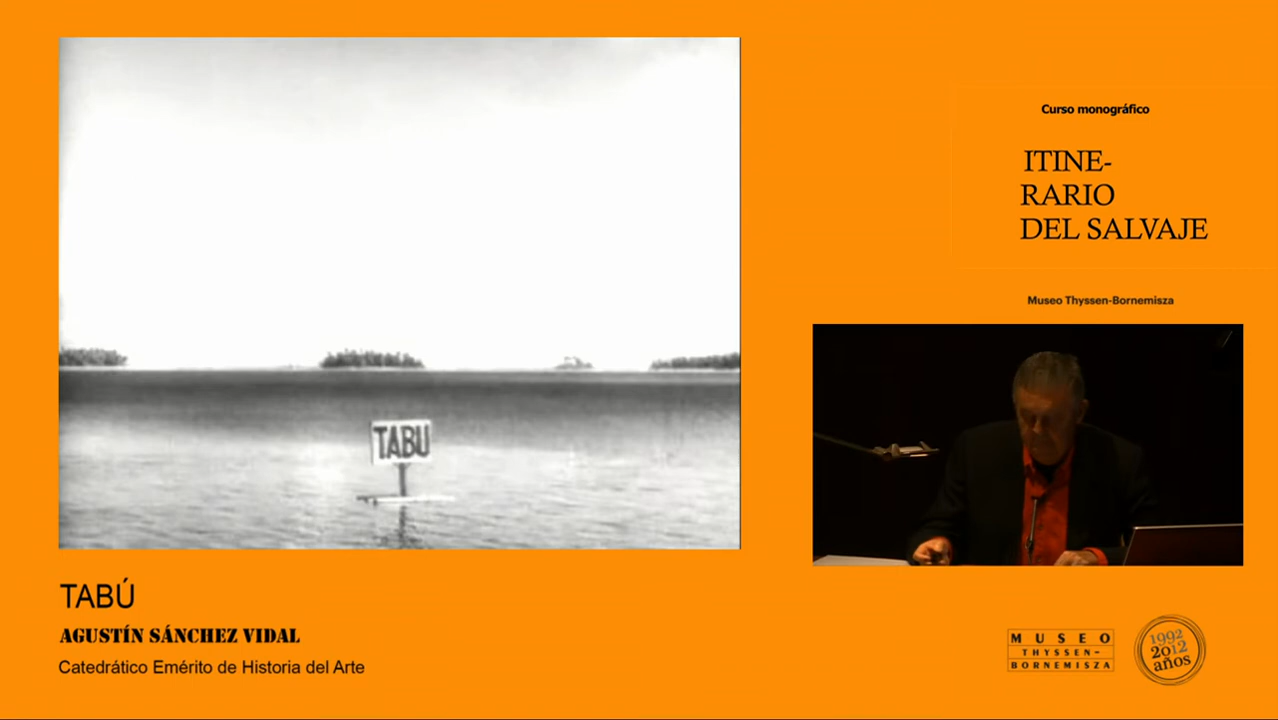 Curso monográfico
ITINE-
RARIO
DEL SALVAJE
Museo Thyssen-Bornemisza
TABU
TABÚ
AGUSTÍN SÁNCHEZ VIDAL
Catedrático Emérito de Historia del Arte
MUSEO
THYSSEN-
BORNEMISZA
1992
2012
años